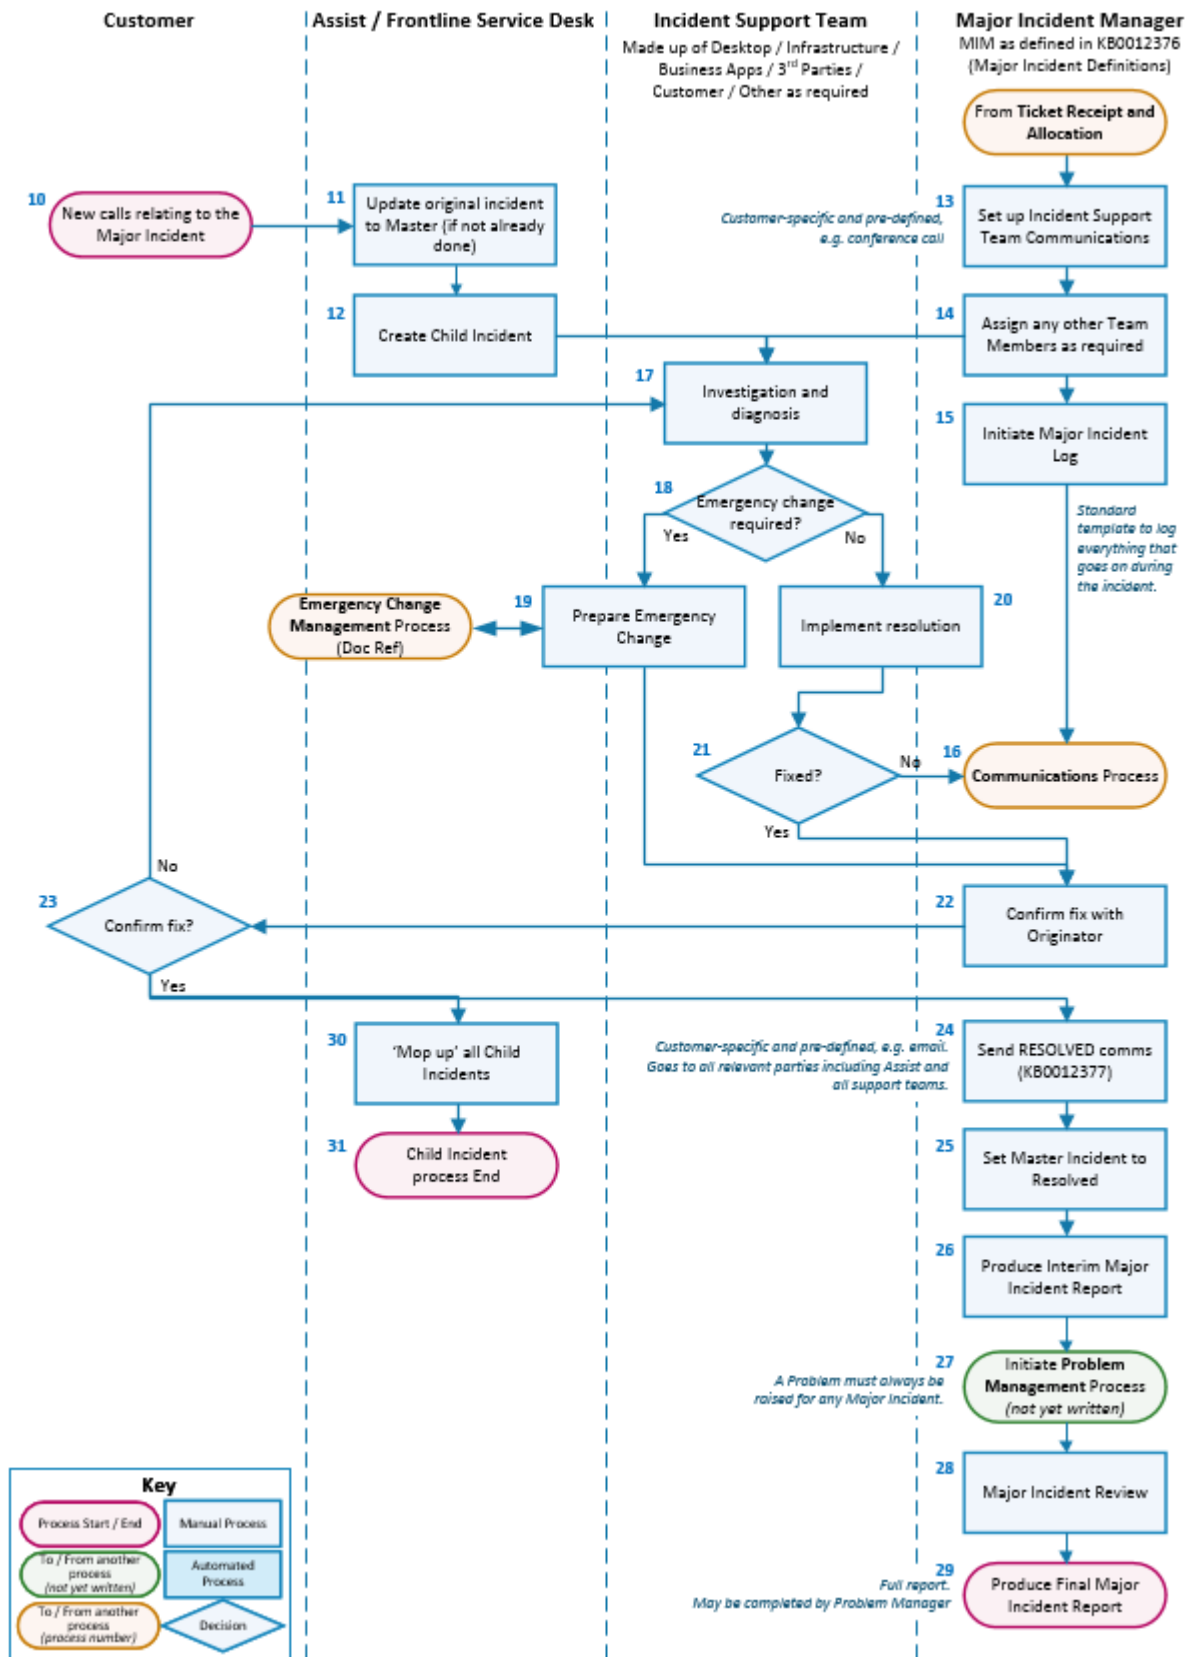 Customer
Assist / Frontline Service Desk
Incident Support Team
Made up of Desktop / Infrastructure /
Business Apps / 3rd Parties /
Customer / Other as required
Major Incident Manager
MIM as defined in KB0012376
(Major Incident Definitions)
From Ticket Receipt and
Allocation
10
New calls relating to the
Major Incident
11
Update original incident
to Master (if not already
done)
Customer-specific and pre-defined,
e.g. conference call
13
Set up Incident Support
Team Communications
12
Create Child Incident
14
Assign any other Team
Members as required
17
Investigation and
diagnosis
15
Initiate Major Incident
Log
18
Emergency change
required?
Yes
No
Standard
template to log
everything that
goes on during
the incident.
Emergency Change
Management Process
(Doc Ref)
19
Prepare Emergency
Change
20
Implement resolution
21
Fixed?
No
Yes
16
Communications Process
No
23
Confirm fix?
Yes
22
Confirm fix with
Originator
30
'Mop up' all Child
Incidents
Customer-specific and pre-defined, e.g. email.
Goes to all relevant parties including Assist and
all support teams.
24
Send RESOLVED comms
(KB0012377)
31
Child Incident
process End
25
Set Master Incident to
Resolved
26
Produce Interim Major
Incident Report
A Problem must always be
raised for any Major Incident.
27
Initiate Problem
Management Process
(not yet written)
28
Major Incident Review
Full report.
May be completed by Problem Manager
29
Produce Final Major
Incident Report
Key
Process Start / End
Manual Process
To / From another
process
(not yet written)
Automated
Process
To / From another
process
(process number)
Decision